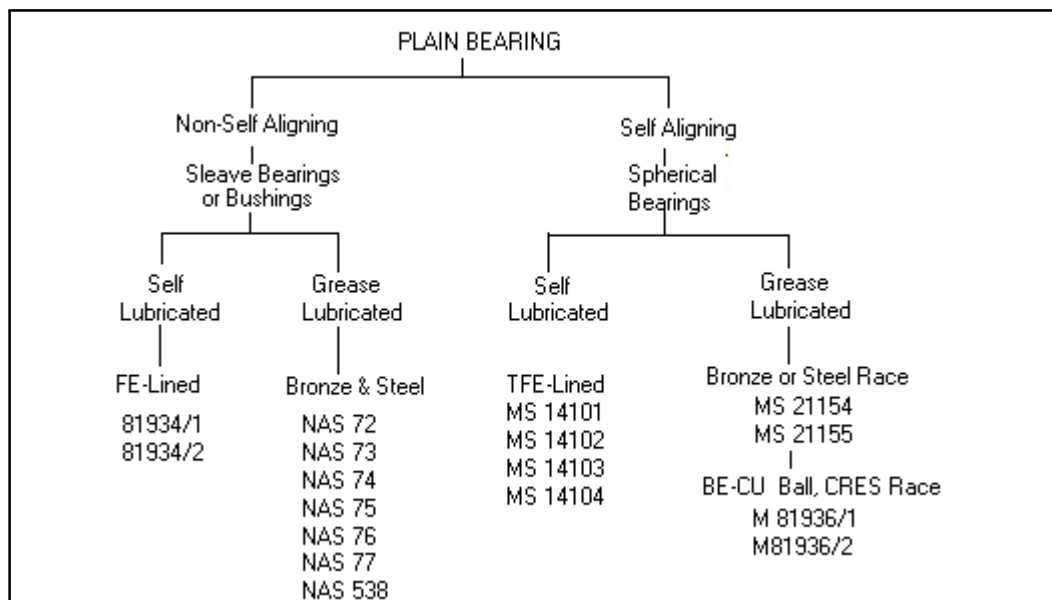 PLAIN BEARING
Non-Self Aligning
Sleave Bearings
or Bushings
Self
Lubricated
FE-Lined
81934/1
81934/2
Grease
Lubricated
Bronze & Steel
NAS 72
NAS 73
NAS 74
NAS 75
NAS 76
NAS 77
NAS 538
Self Aligning
Spherical
Bearings
Self
Lubricated
TFE-Lined
MS 14101
MS 14102
MS 14103
MS 14104
Grease
Lubricated
Bronze or Steel Race
MS 21154
MS 21155
BE-CU Ball, CRES Race
M 81936/1
M81936/2